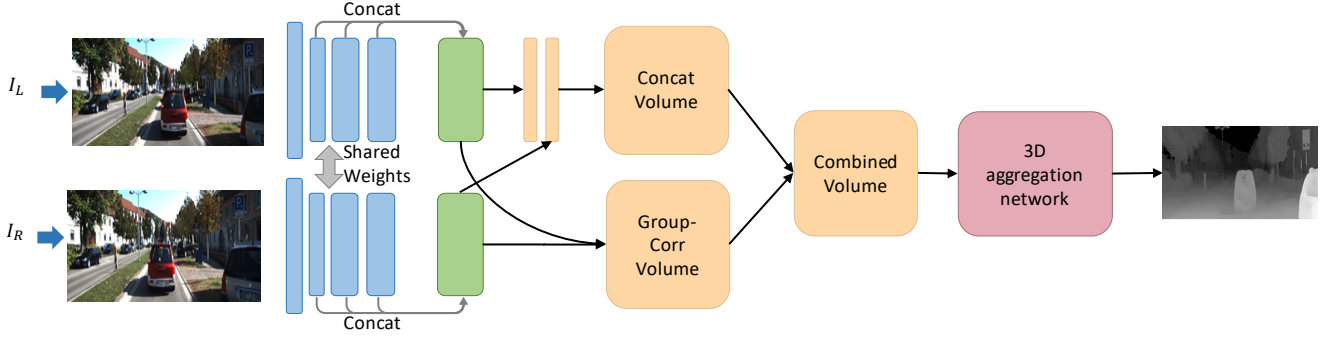 Concat
I_L
Shared
Weights
Concat
Volume
Combined
Volume
3D
aggregation
network
I_R
Group-
Corr
Volume
Concat